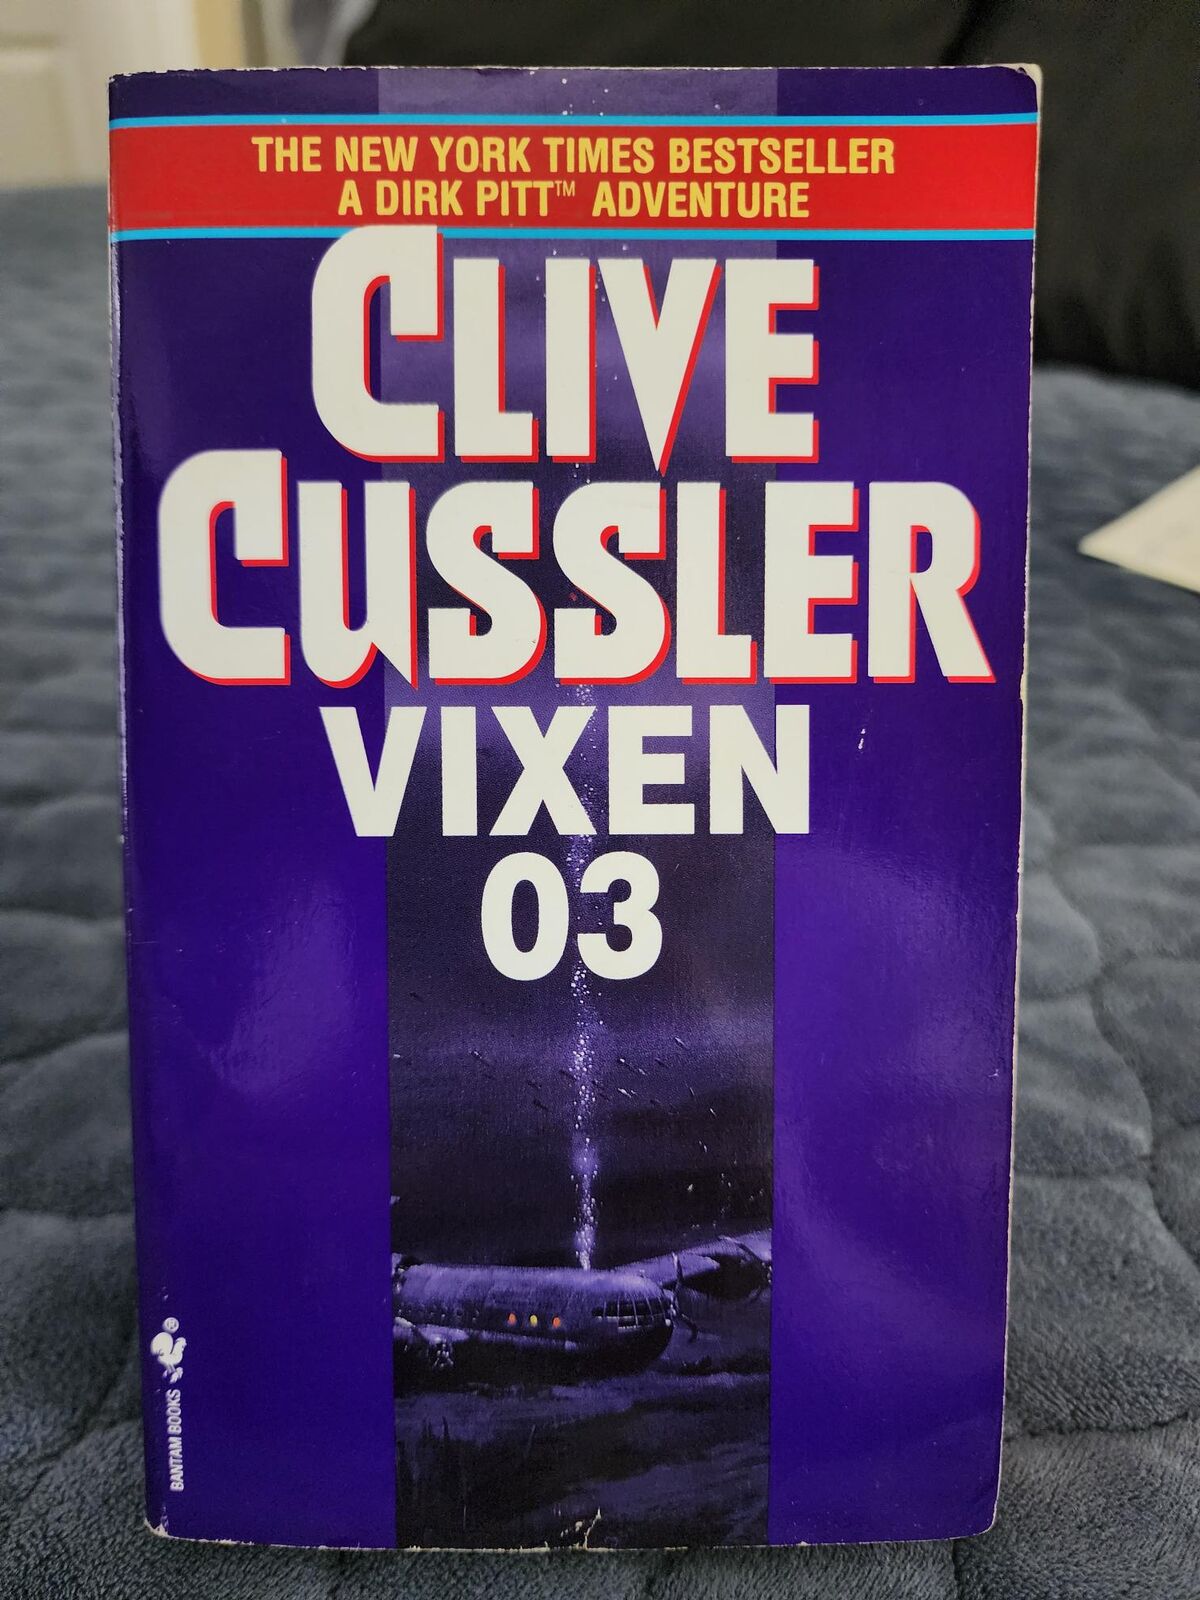 THE NEW YORK TIMES BESTSELLER
A DIRK PITT™ ADVENTURE
CLIVE
CUSSLER
VIXEN
03
BANTAM BOOKS ®